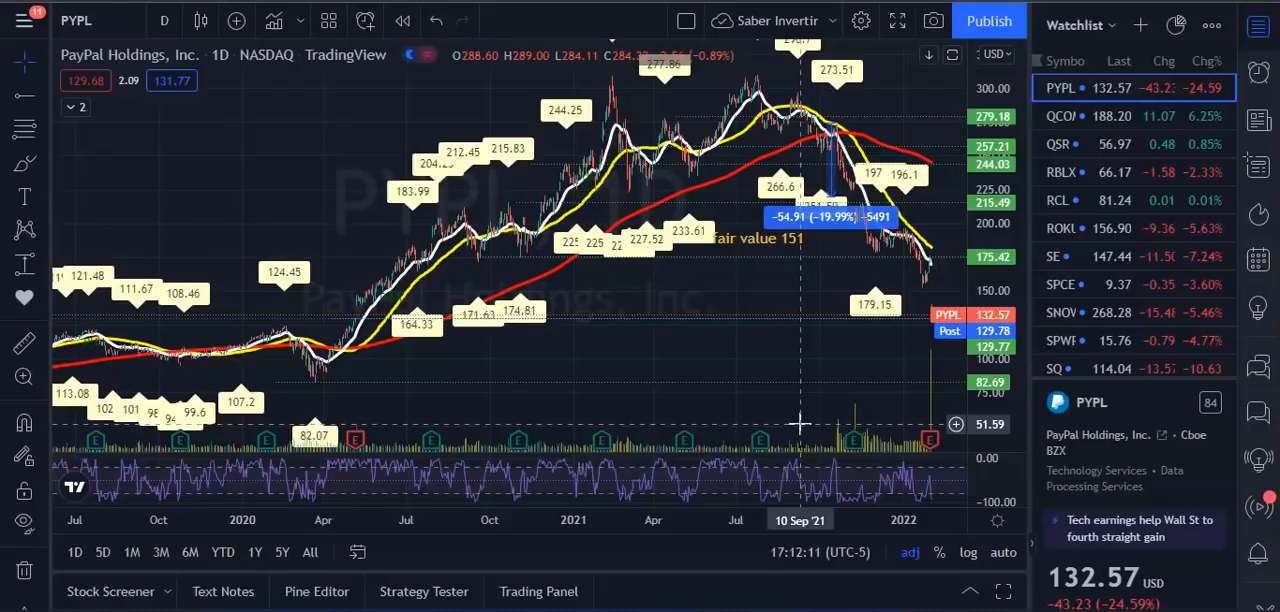 11
PYPL
D
Saber Invertir
Publish
Watchlist
PayPal Holdings, Inc. · 1D · NASDAQ · TradingView
O288.60 H289.00 L284.11
(−0.89%)
USD
129.68 2.09 131.77
2
Symbo Last Chg Chg%
PYPL 132.57 −24.59
QCO 188.20 11.07 6.25%
QSR 56.97 0.48 0.85%
RBLX 66.17 −1.58 −2.33%
RCL 81.24 0.01 0.01%
ROKU 156.90 −9.36 −5.63%
SE 147.44 −11.50 −7.24%
SPCE 9.37 −0.35 −3.60%
SNOV 268.28 −15.48 −5.46%
SPWF 15.76 −0.79 −4.77%
SQ 114.04 −13.57 −10.63
277.86
273.51
244.25
215.83
212.45
183.99
197
196.1
266.6
-54.91 (-19.99%) -5491
fair value 151
233.61
227.52
225
225
179.15
124.45
121.48
111.67
108.46
164.33
171.63
174.81
113.08
102
101
99.6
107.2
82.07
300.00
279.18
257.21
244.03
225.00
215.49
200.00
175.42
150.00
PYPL 132.57
Post 129.78
129.77
100.00
82.69
75.00
51.59
0.00
−100.00
E E E E E E E E E E E
Jul Oct 2020 Apr Jul Oct 2021 Apr Jul 10 Sep '21 2022
1D 5D 1M 3M 6M YTD 1Y 5Y All
17:12:11 (UTC-5)
adj % log auto
Stock Screener Text Notes Pine Editor Strategy Tester Trading Panel
PYPL
84
PayPal Holdings, Inc. • Cboe
BZX
Technology Services • Data
Processing Services
Tech earnings help Wall St to
fourth straight gain
132.57 USD
−43.23 (−24.59%)